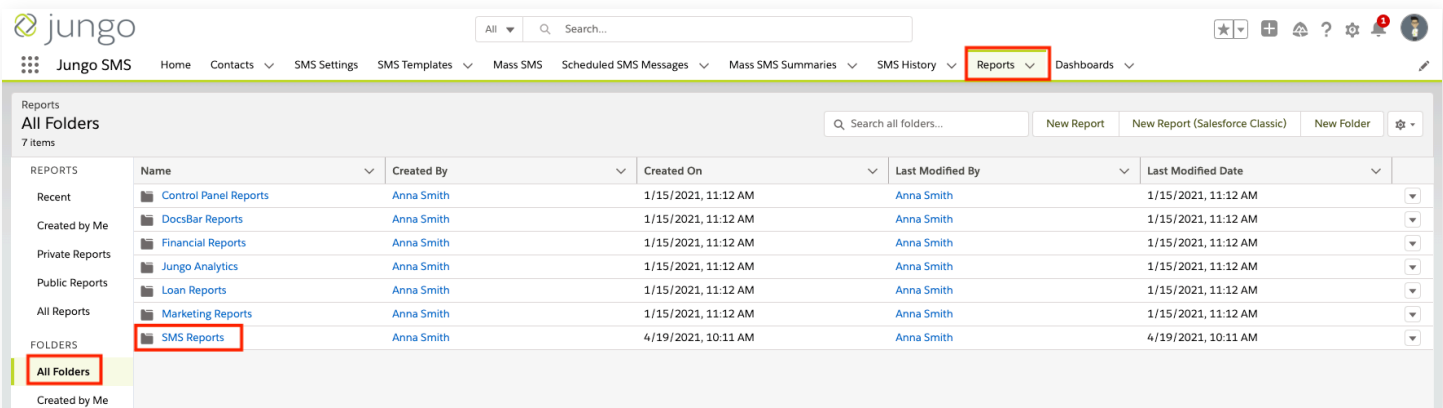 jungo
All Search... 1
Jungo SMS Home Contacts SMS Settings SMS Templates Mass SMS Scheduled SMS Messages Mass SMS Summaries SMS History Reports Dashboards
Reports
All Folders
7 items
Search all folders... New Report New Report (Salesforce Classic) New Folder
REPORTS Name Created By Created On Last Modified By Last Modified Date
Recent Control Panel Reports Anna Smith 1/15/2021, 11:12 AM Anna Smith 1/15/2021, 11:12 AM
DocsBar Reports Anna Smith 1/15/2021, 11:12 AM Anna Smith 1/15/2021, 11:12 AM
Created by Me
Financial Reports Anna Smith 1/15/2021, 11:12 AM Anna Smith 1/15/2021, 11:12 AM
Private Reports
Jungo Analytics Anna Smith 1/15/2021, 11:12 AM Anna Smith 1/15/2021, 11:12 AM
Public Reports
Loan Reports Anna Smith 1/15/2021, 11:12 AM Anna Smith 1/15/2021, 11:12 AM
All Reports Marketing Reports Anna Smith 1/15/2021, 11:12 AM Anna Smith 1/15/2021, 11:12 AM
SMS Reports Anna Smith 4/19/2021, 10:11 AM Anna Smith 4/19/2021, 10:11 AM
FOLDERS
All Folders
Created by Me